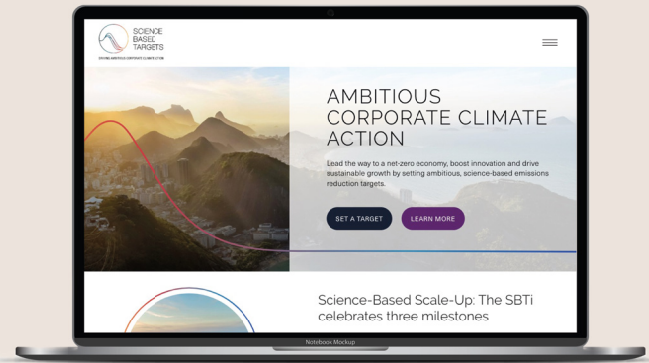 SCIENCE
BASED
TARGETS
DRIVING AMBITIOUS CORPORATE CLIMATE ACTION
AMBITIOUS
CORPORATE CLIMATE
ACTION
Lead the way to a net-zero economy, boost innovation and drive
sustainable growth by setting ambitious, science-based emissions
reduction targets.
SET A TARGET
LEARN MORE
Science-Based Scale-Up: The SBTi
celebrates three milestones
Notebook Mockup